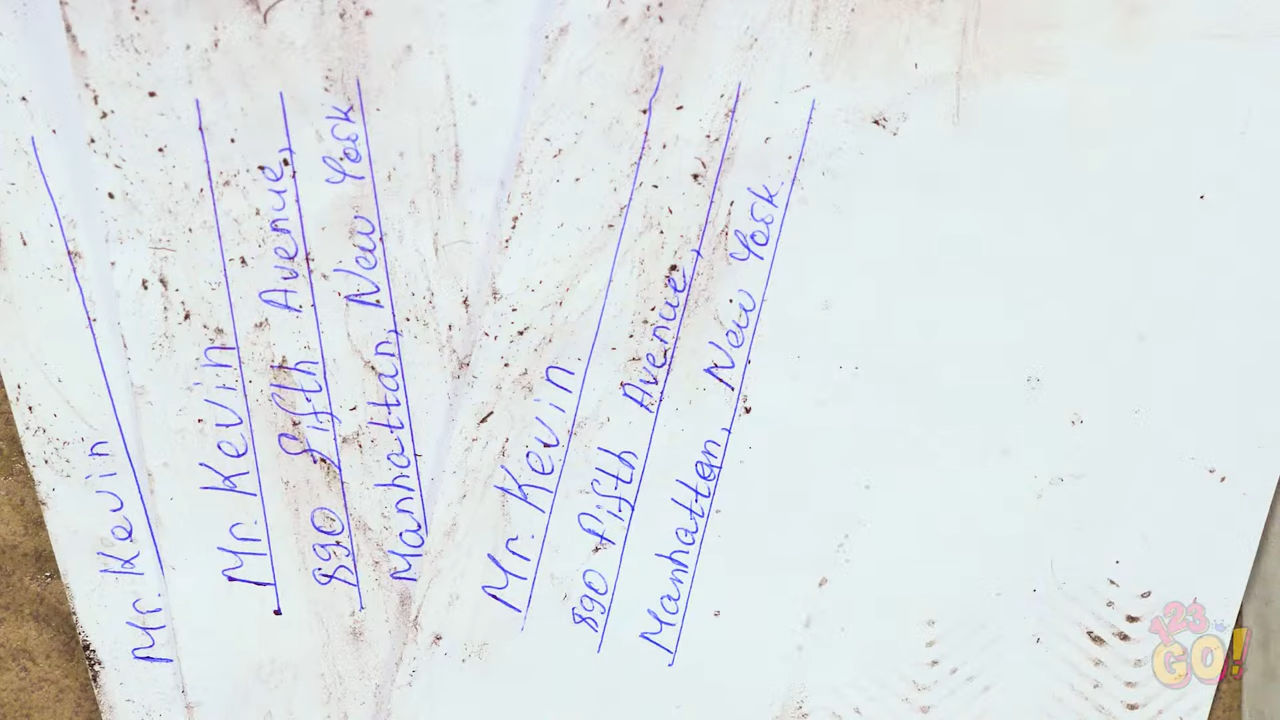 Mr. Kevin
Mr. Kevin
890 Fifth Avenue,
Manhattan, New York
Mr. Kevin
890 Fifth Avenue,
Manhattan, New York
123
GO!